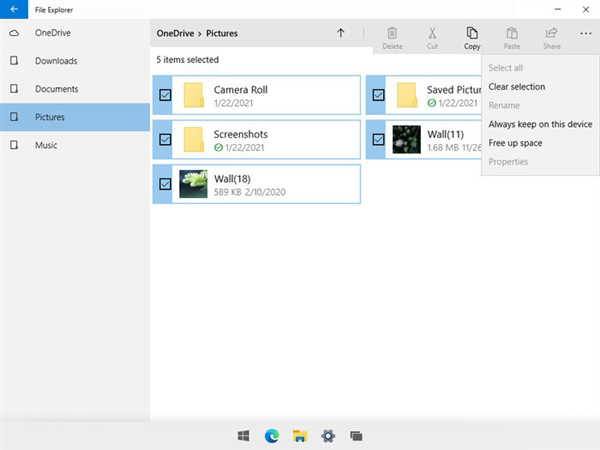 File Explorer
OneDrive
Downloads
Documents
Pictures
Music
OneDrive > Pictures
Delete
Cut
Copy
Paste
Share
5 items selected
Select all
Clear selection
Rename
Always keep on this device
Free up space
Properties
Camera Roll
1/22/2021
Saved Pictur
1/22/2021
Screenshots
1/22/2021
Wall(11)
1.68 MB 11/26
Wall(18)
589 KB 2/10/2020